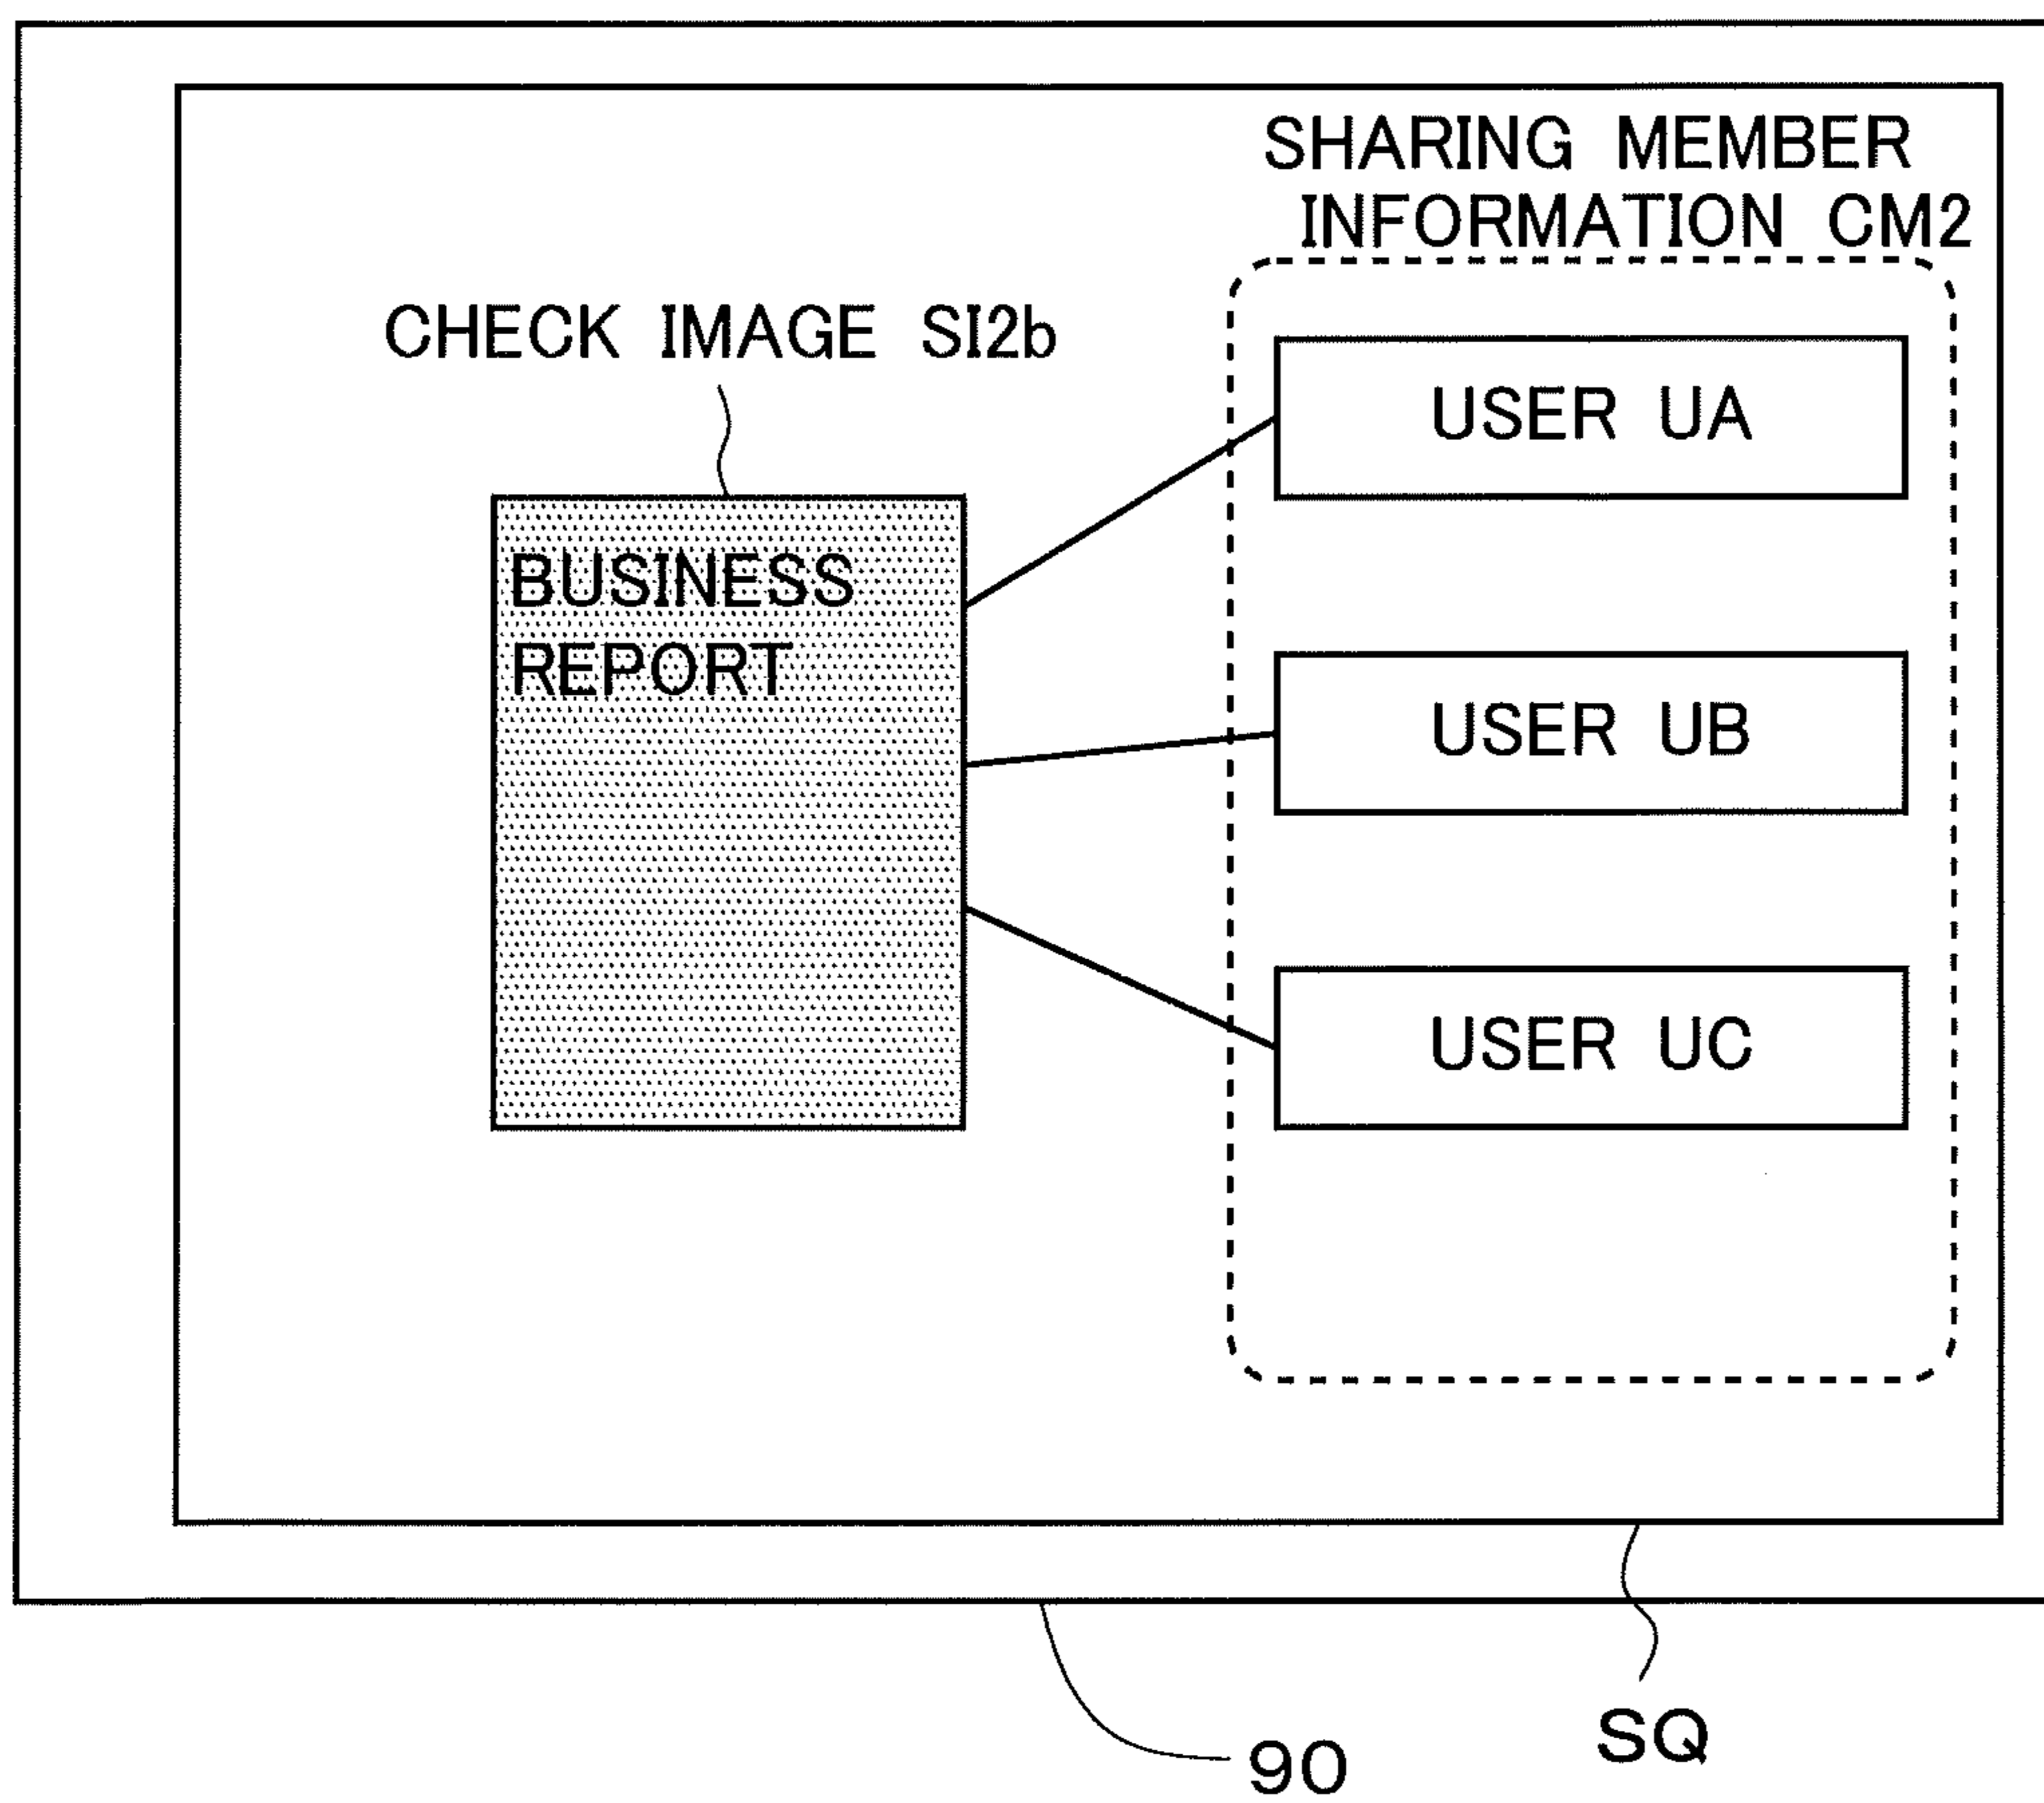 SHARING MEMBER
INFORMATION CM2
CHECK IMAGE SI2b
USER UA
BUSINESS
REPORT
USER UB
USER UC
SQ
90